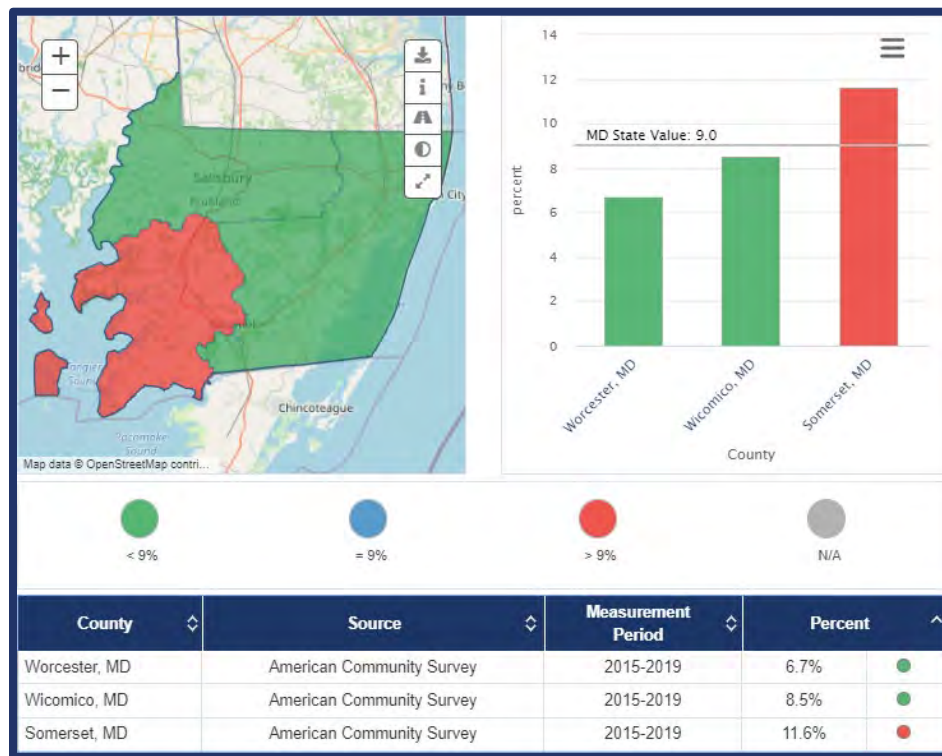 +
−
Salisbury
Fruitland
Chincoteague
Pocomoke
Sound
Map data © OpenStreetMap contri...
14
12
10
8
6
4
2
0
percent
MD State Value: 9.0
Worcester, MD
Wicomico, MD
Somerset, MD
County
< 9%
= 9%
> 9%
N/A
County Source Measurement Period Percent
Worcester, MD American Community Survey 2015-2019 6.7%
Wicomico, MD American Community Survey 2015-2019 8.5%
Somerset, MD American Community Survey 2015-2019 11.6%